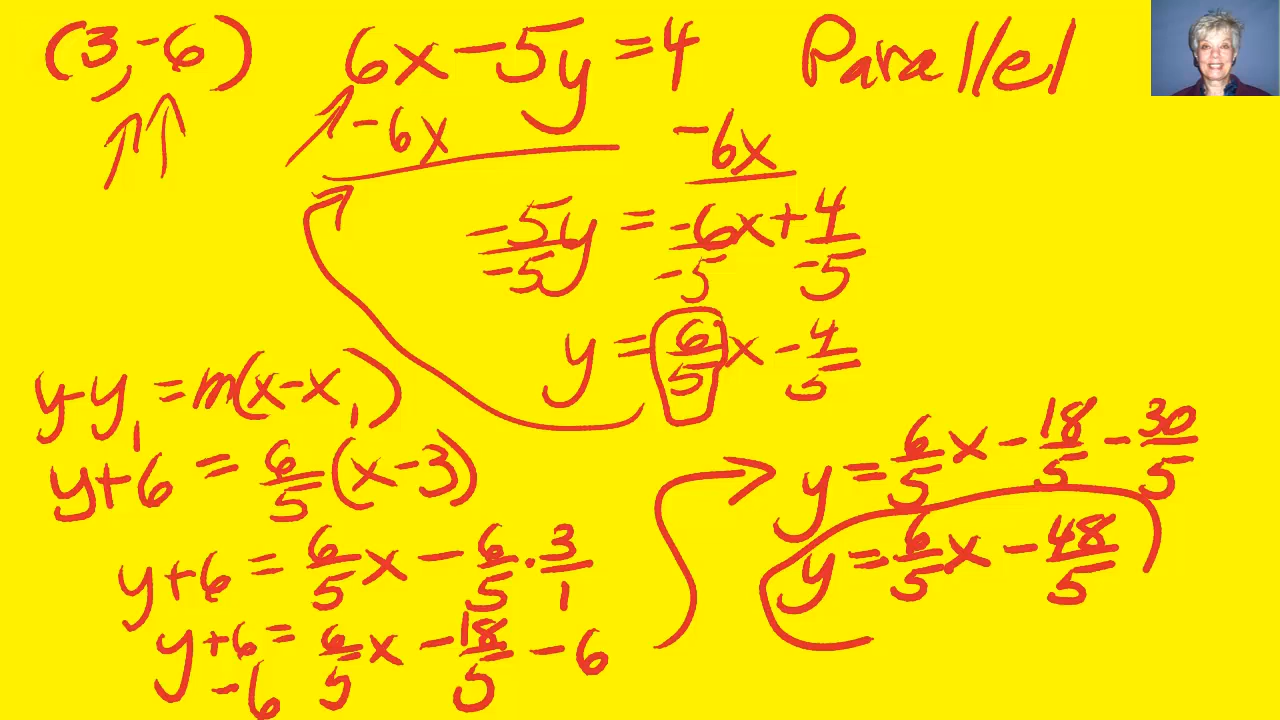 (3,-6) 6x-5y=4 Parallel
-6x -6x
-5y = -6x + 4
-5 -5 -5
y = 6/5 x - 4/5
y-y₁ = m(x-x₁)
y+6 = 6/5 (x-3)
y+6 = 6/5 x - 6/5 · 3/1
y+6 = 6/5 x - 18/5 - 6
-6
y = 6/5 x - 18/5 - 30/5
y = 6/5 x - 48/5